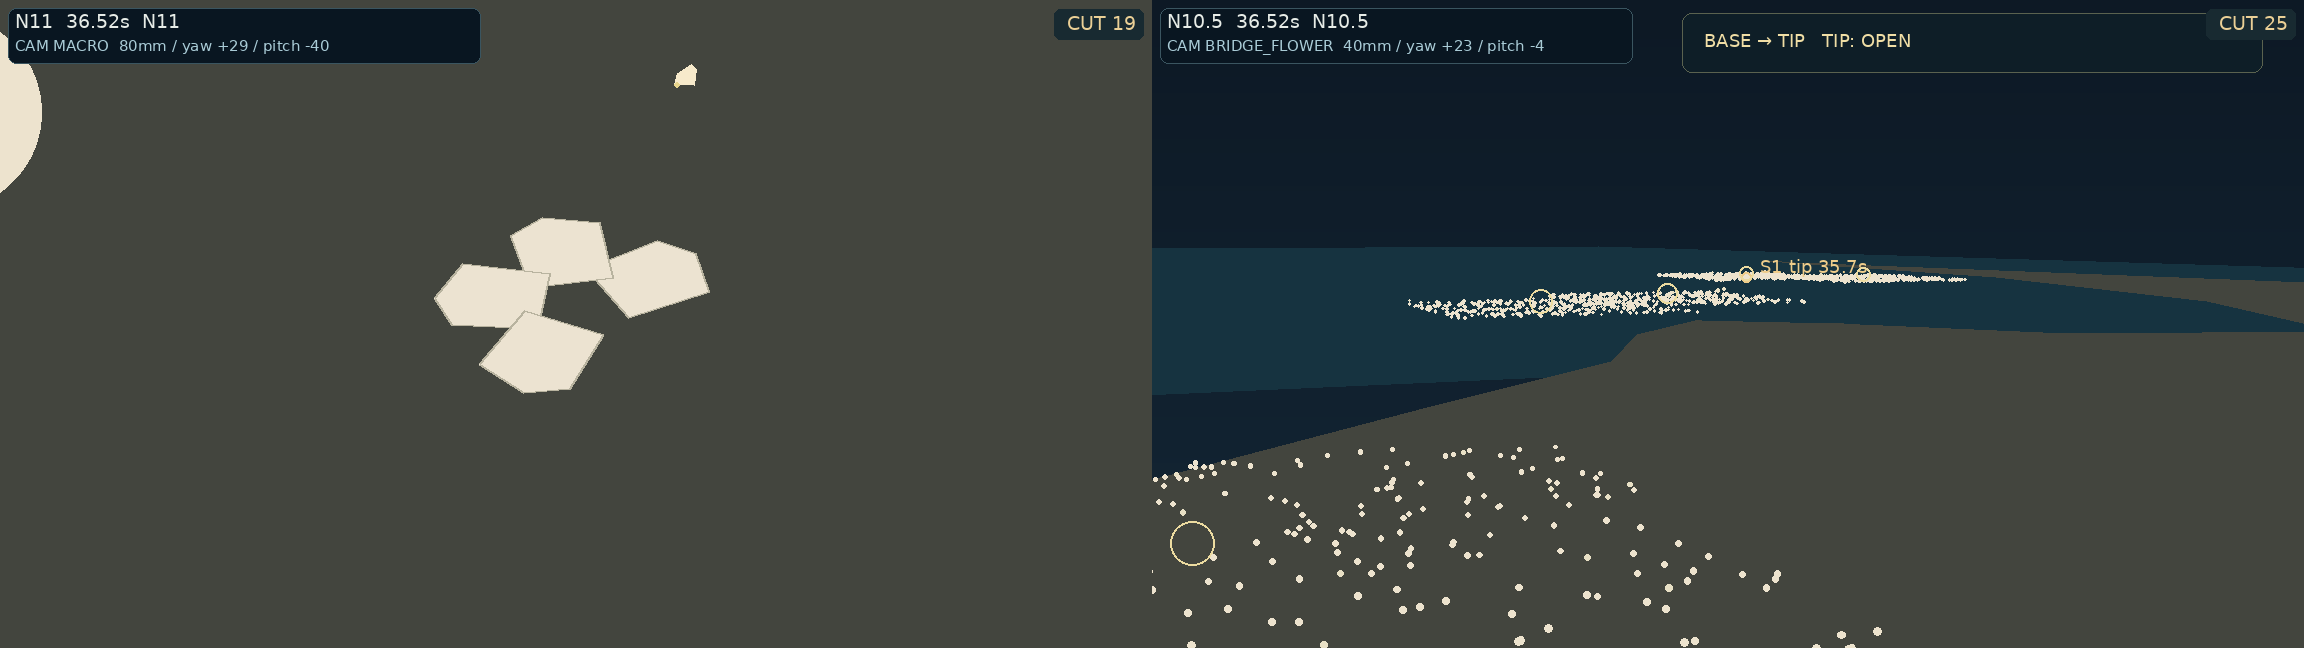 N11 36.52s N11
CAM MACRO 80mm / yaw +29 / pitch -40
CUT 19
N10.5 36.52s N10.5
CAM BRIDGE_FLOWER 40mm / yaw +23 / pitch -4
BASE → TIP TIP: OPEN
CUT 25
S1 tip 35.7s